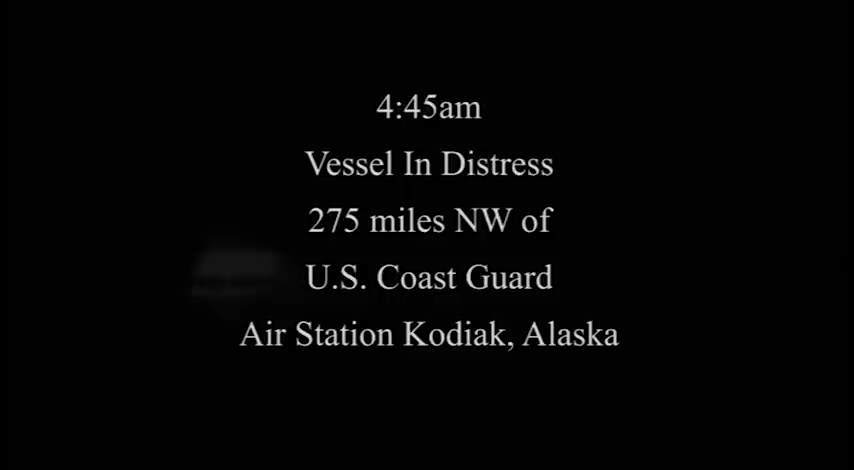 4:45am
Vessel In Distress
275 miles NW of
U.S. Coast Guard
Air Station Kodiak, Alaska